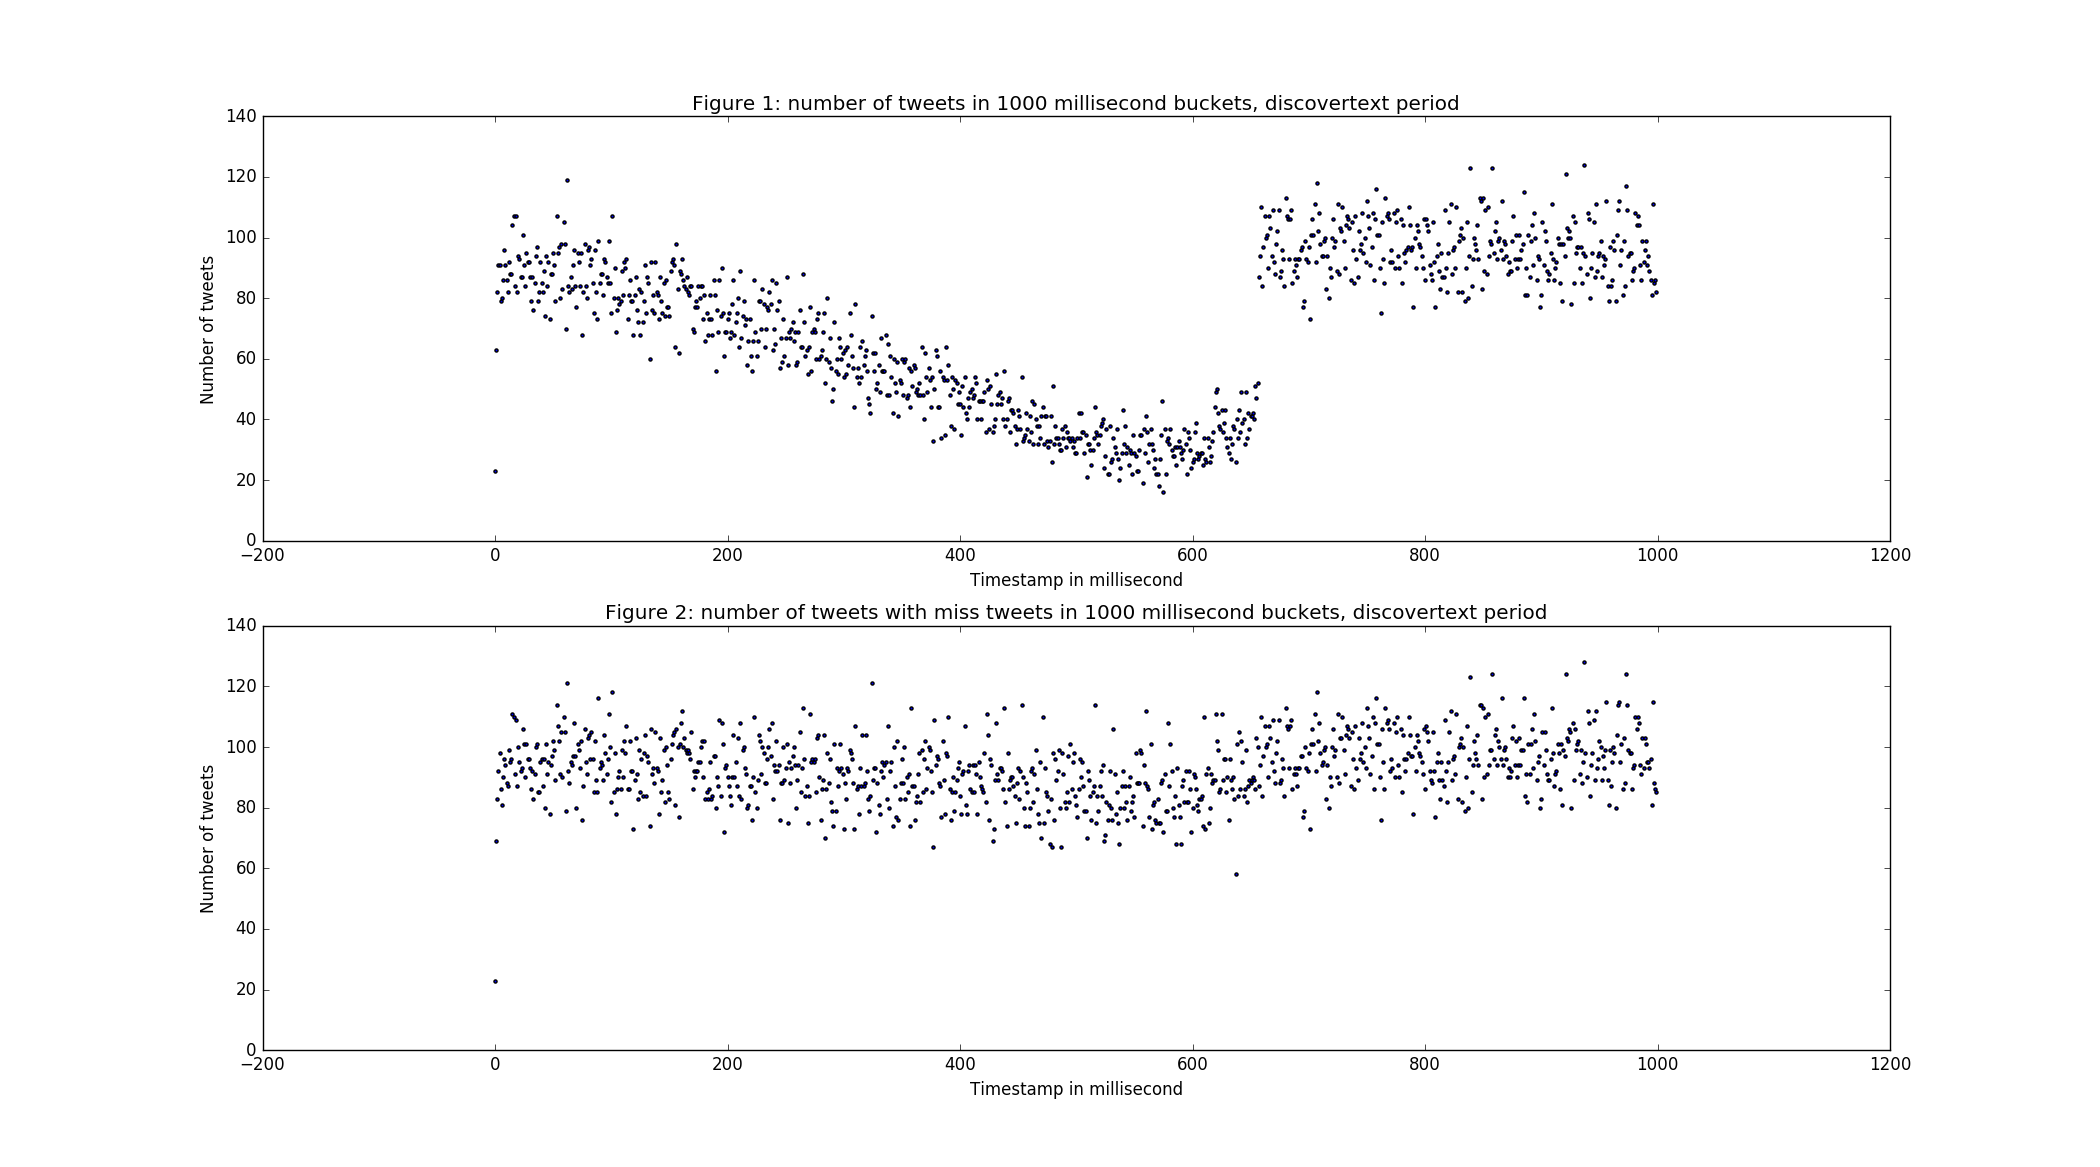 Figure 1: number of tweets in 1000 millisecond buckets, discovertext period
140
120
100
80
60
40
20
0
Number of tweets
−200 0 200 400 600 800 1000 1200
Timestamp in millisecond
Figure 2: number of tweets with miss tweets in 1000 millisecond buckets, discovertext period
140
120
100
80
60
40
20
0
Number of tweets
−200 0 200 400 600 800 1000 1200
Timestamp in millisecond